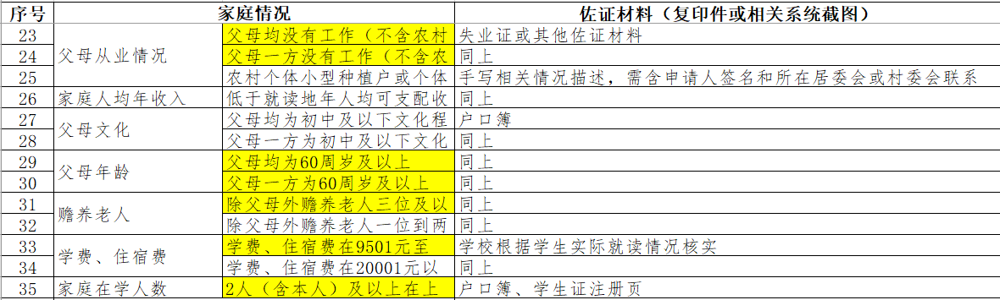 序号 家庭情况 佐证材料（复印件或相关系统截图）
23 父母均没有工作（不含农村 失业证或其他佐证材料
父母从业情况
24 父母一方没有工作（不含农 同上
25 农村个体小型种植户或个体 手写相关情况描述，需含申请人签名和所在居委会或村委会联系
26 家庭人均年收入 低于就读地年人均可支配收 同上
27 父母均为初中及以下文化程 户口簿
父母文化
28 父母一方为初中及以下文化 同上
29 父母均为60周岁及以上 同上
父母年龄
30 父母一方为60周岁及以上 同上
31 除父母外赡养老人三位及以 同上
赡养老人
32 除父母外赡养老人一位到两 同上
33 学费、住宿费在9501元至 学校根据学生实际就读情况核实
学费、住宿费
34 学费、住宿费在20001元以 同上
35 家庭在学人数 2人（含本人）及以上在上 户口簿、学生证注册页